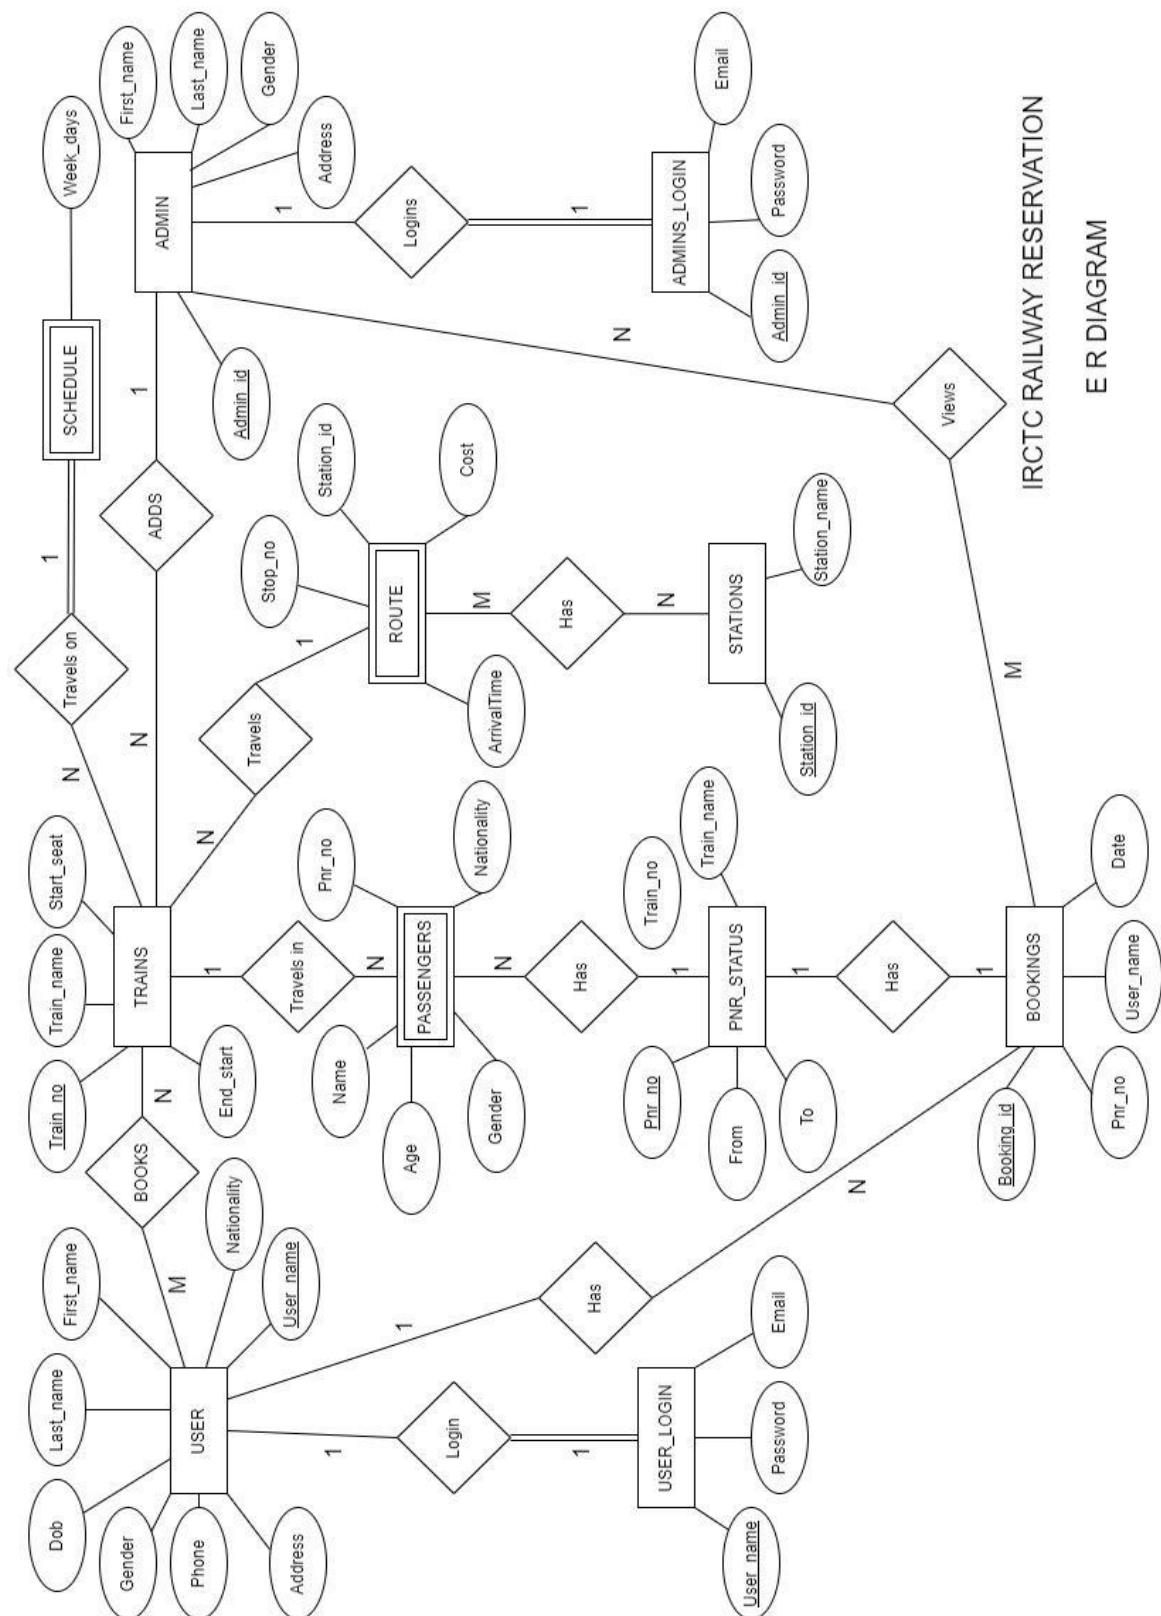 Dob
Last_name
First_name
Train_no
Train_name
Start_seat
N
Travels on
1
SCHEDULE
Week_days
Gender
BOOKS
N
TRAINS
N
ADDS
1
ADMIN
First_name
Phone
USER
M
Nationality
End_start
1
N
Last_name
Address
User_name
Travels in
Travels
1
Stop_no
Admin_id
1
Gender
Address
1
Name
Pnr_no
Station_id
1
Age
N
PASSENGERS
ROUTE
Logins
Login
Gender
N
Nationality
ArrivalTime
M
Cost
1
Has
Has
Has
1
USER_LOGIN
Pnr_no
1
Train_no
N
N
ADMINS_LOGIN
From
PNR_STATUS
Train_name
STATIONS
Email
User_name
Password
Email
To
1
Station_id
Station_name
Admin_id
Password
N
Has
Views
1
M
Booking_id
BOOKINGS
Pnr_no
User_name
Date
IRCTC RAILWAY RESERVATION
E R DIAGRAM